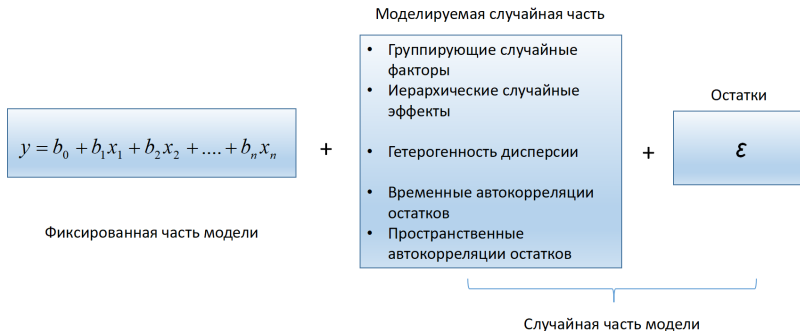 Моделируемая случайная часть
• Группирующие случайные
факторы
• Иерархические случайные
эффекты
• Гетерогенность дисперсии
• Временные автокорреляции
остатков
• Пространственные
автокорреляции остатков
Остатки
y = b₀ + b₁x₁ + b₂x₂ + .... + bₙxₙ
+
+
ε
Фиксированная часть модели
Случайная часть модели